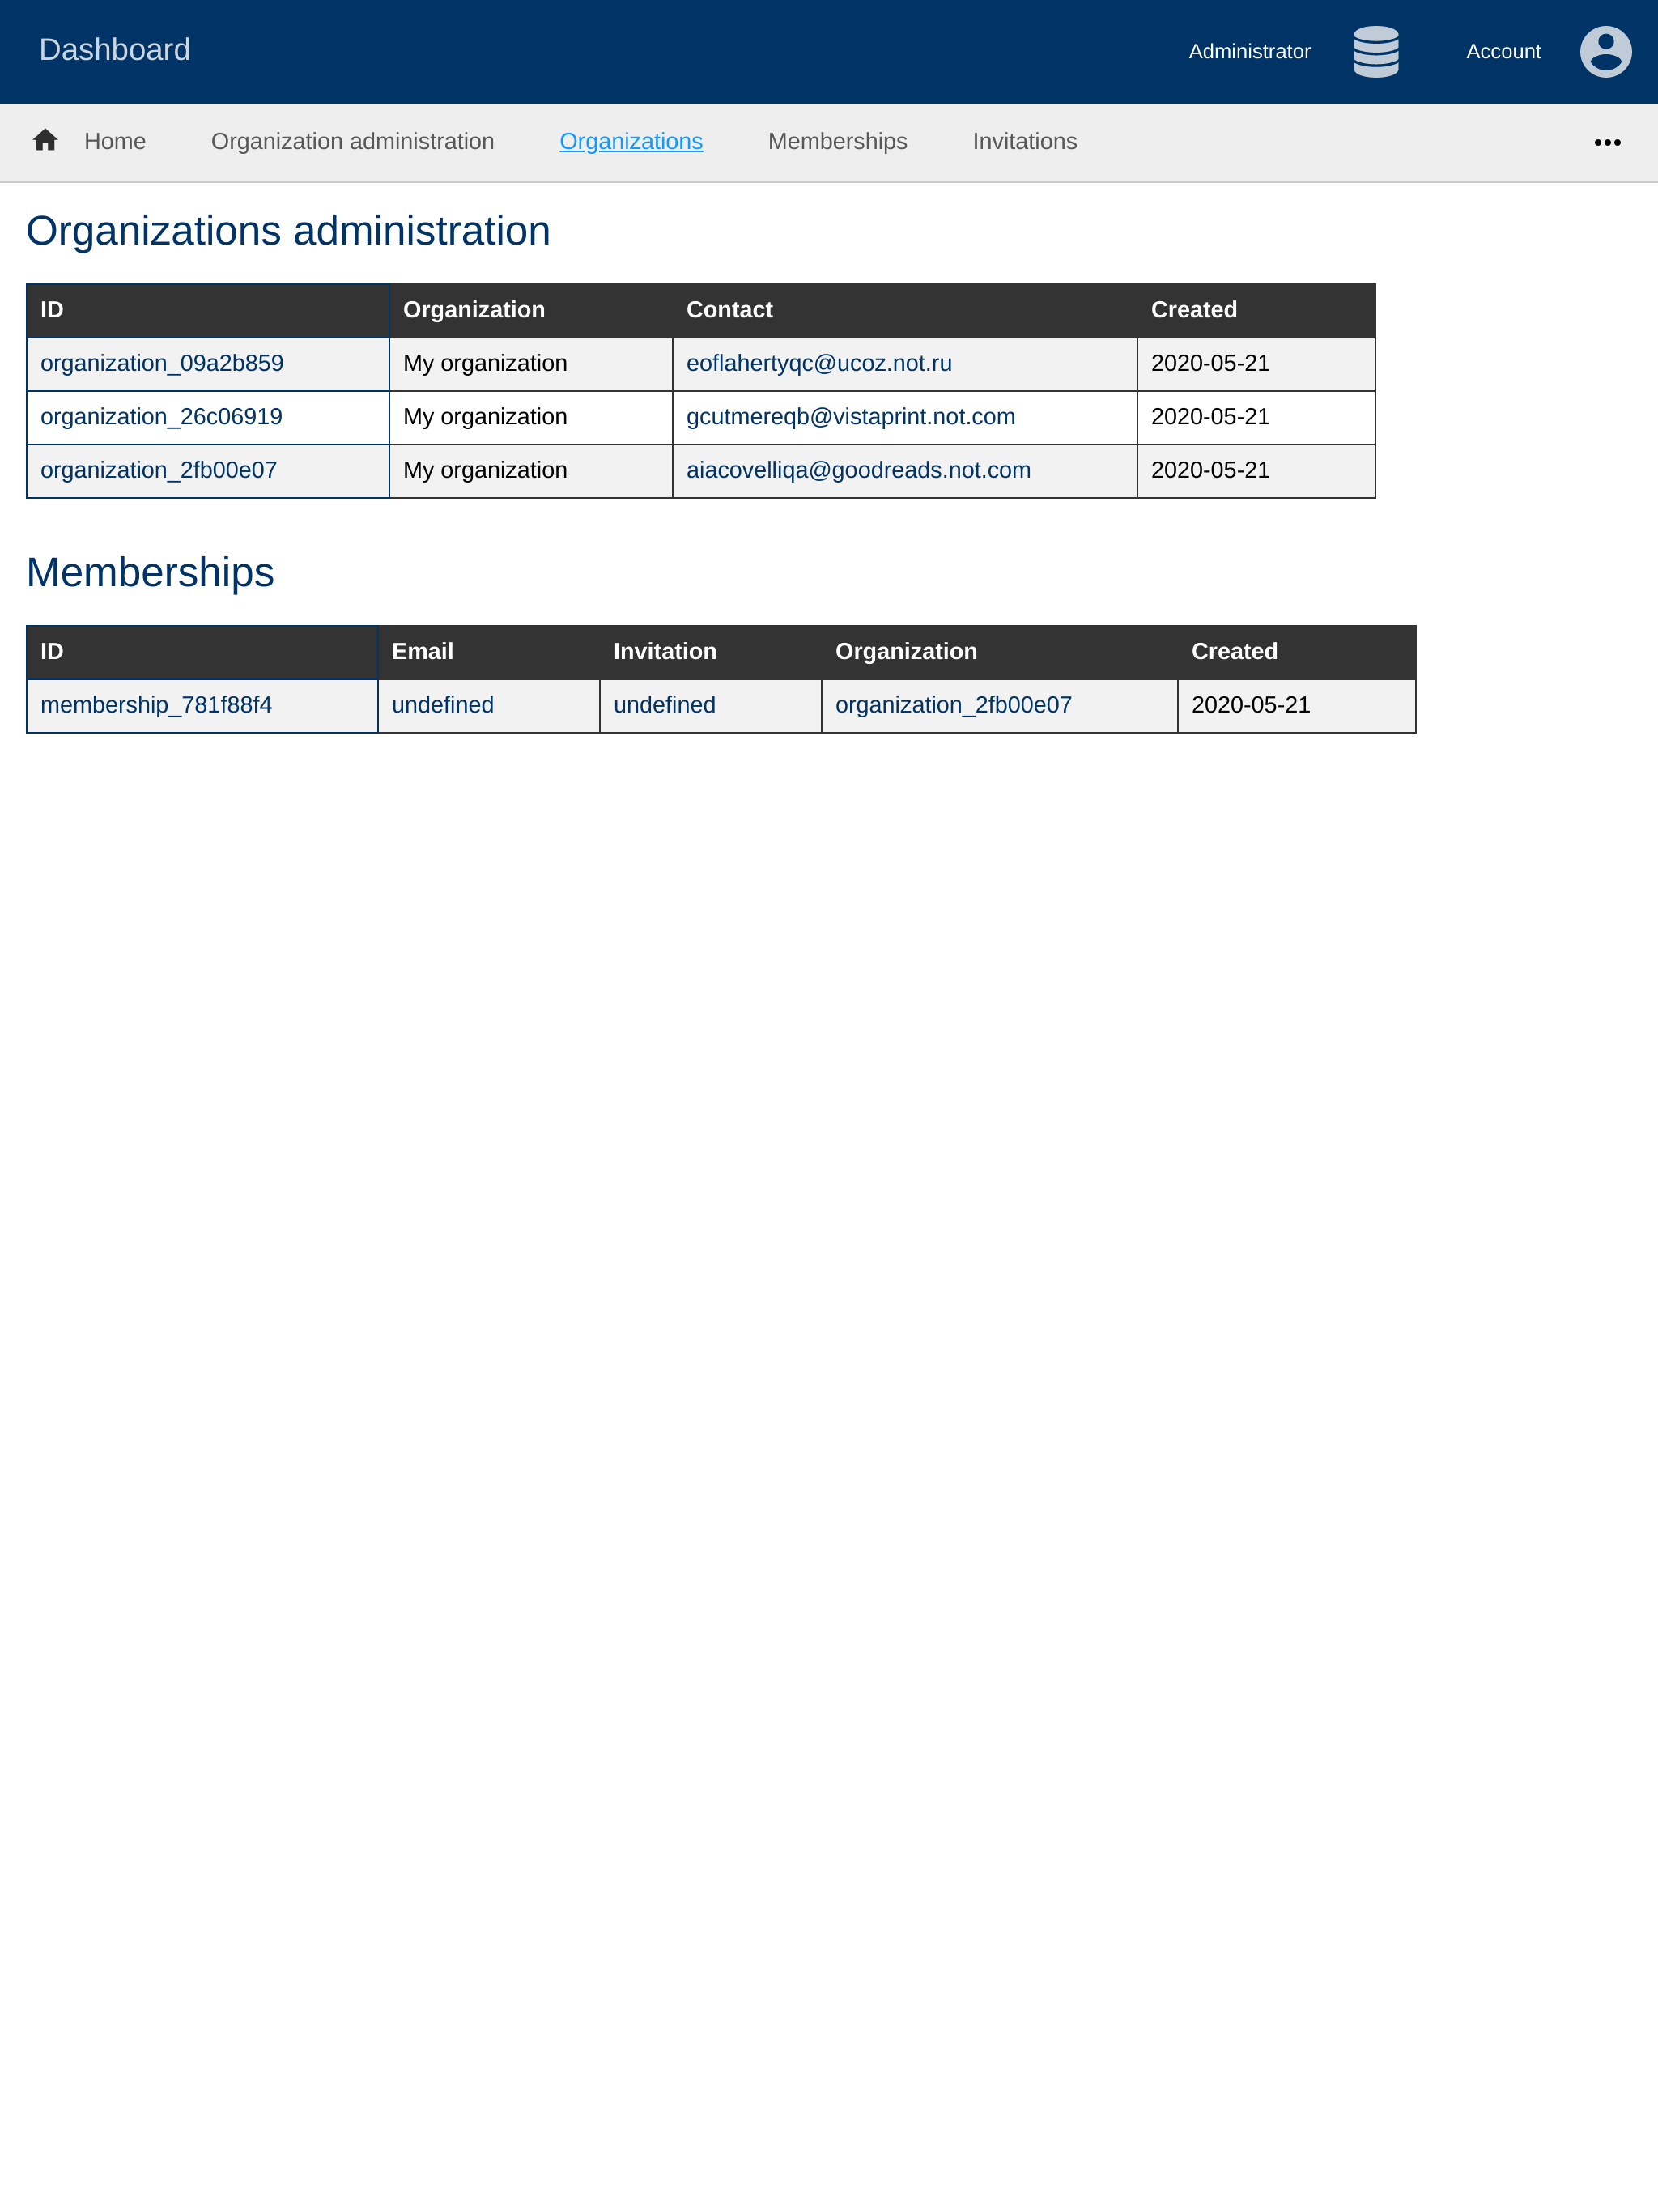 Dashboard Administrator Account
Home Organization administration Organizations Memberships Invitations
Organizations administration
ID Organization Contact Created
organization_09a2b859 My organization eoflahertyqc@ucoz.not.ru 2020-05-21
organization_26c06919 My organization gcutmereqb@vistaprint.not.com 2020-05-21
organization_2fb00e07 My organization aiacovelliqa@goodreads.not.com 2020-05-21
Memberships
ID Email Invitation Organization Created
membership_781f88f4 undefined undefined organization_2fb00e07 2020-05-21